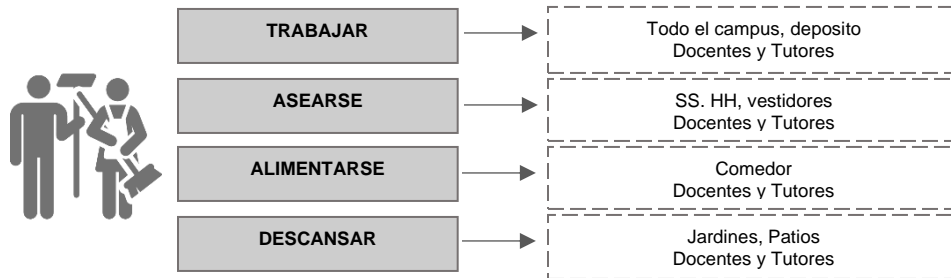 TRABAJAR
Todo el campus, deposito
Docentes y Tutores
ASEARSE
SS. HH, vestidores
Docentes y Tutores
ALIMENTARSE
Comedor
Docentes y Tutores
DESCANSAR
Jardines, Patios
Docentes y Tutores